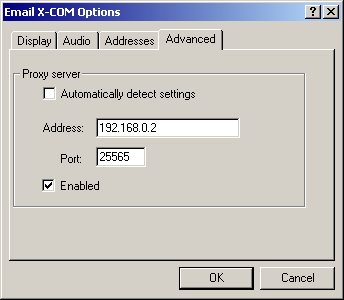 Email X-COM Options
Display Audio Addresses Advanced
Proxy server
Automatically detect settings
Address: 192.168.0.2
Port: 25565
Enabled
OK Cancel